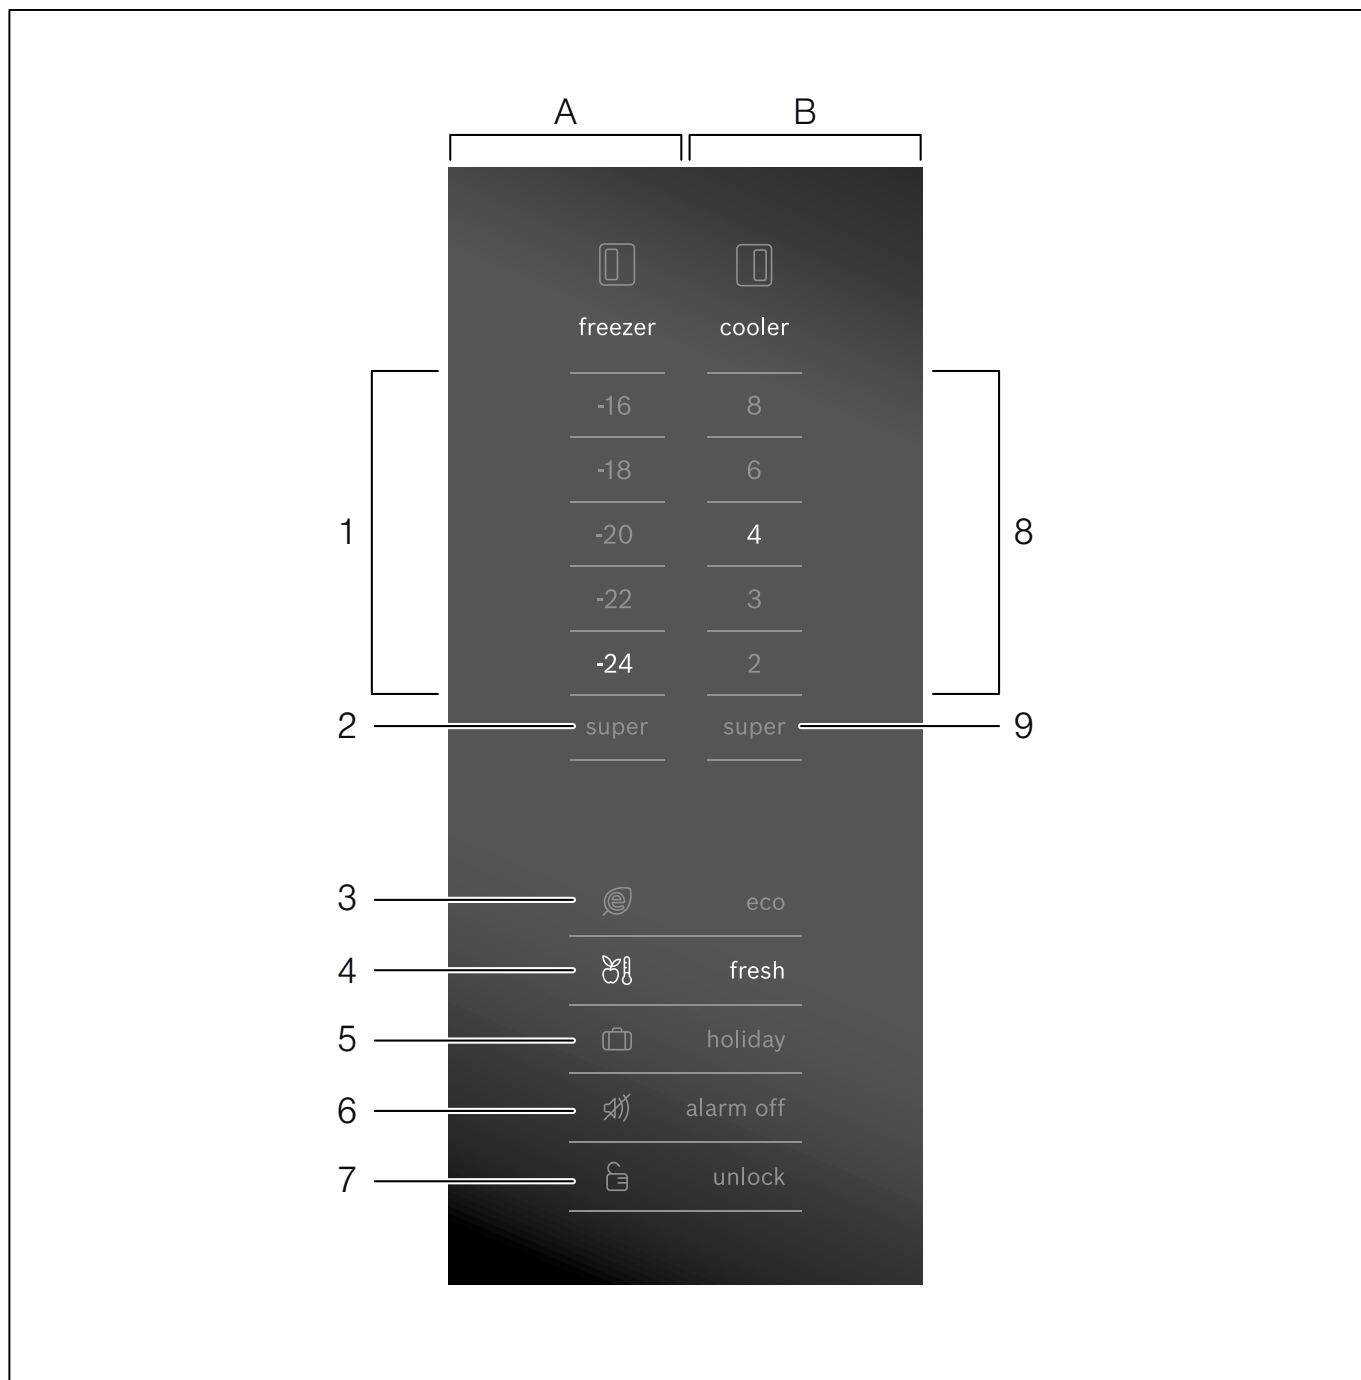 A B
freezer cooler
-16 8
-18 6
1 -20 4 8
-22 3
-24 2
2 super super 9
3 e eco
4 fresh
5 holiday
6 alarm off
7 unlock